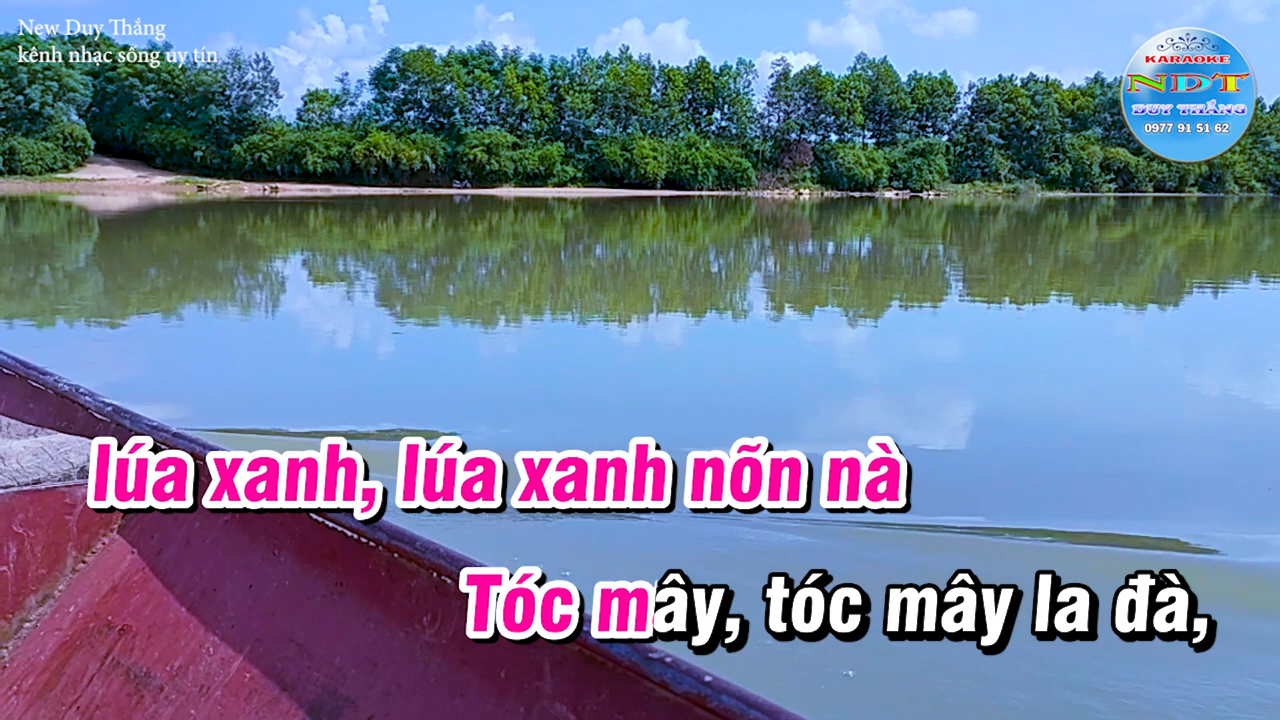 New Duy Thắng
kênh nhạc sống uy tín
KARAOKE
NDT
DUY THẮNG
0977 91 51 62
lúa xanh, lúa xanh nõn nà
Tóc mây, tóc mây la đà,